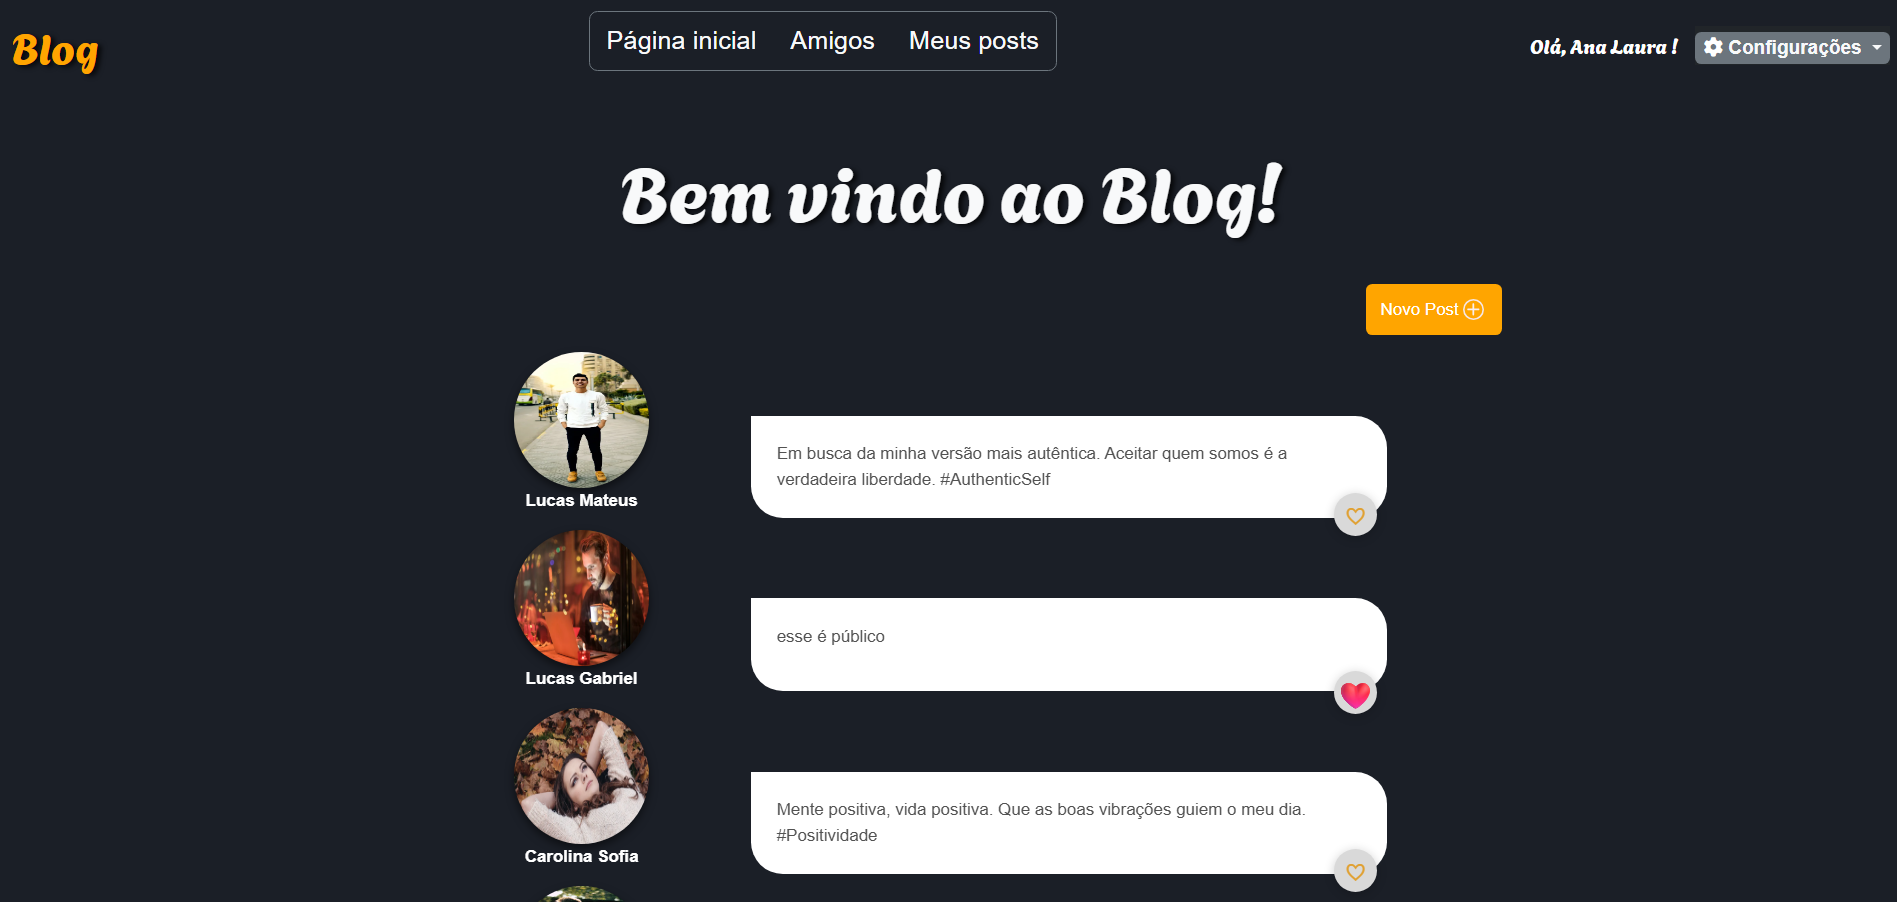 Blog
Página inicial Amigos Meus posts
Olá, Ana Laura !
Configurações
Bem vindo ao Blog!
Novo Post
Lucas Mateus
Em busca da minha versão mais autêntica. Aceitar quem somos é a
verdadeira liberdade. #AuthenticSelf
Lucas Gabriel
esse é público
Carolina Sofia
Mente positiva, vida positiva. Que as boas vibrações guiem o meu dia.
#Positividade